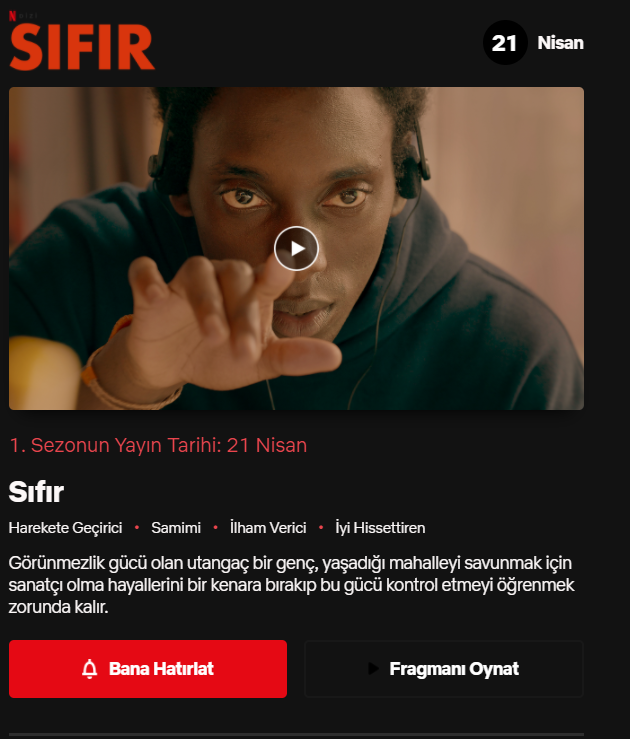 N DİZİ
SIFIR
21 Nisan
1. Sezonun Yayın Tarihi: 21 Nisan
Sıfır
Harekete Geçirici • Samimi • İlham Verici • İyi Hissettiren
Görünmezlik gücü olan utangaç bir genç, yaşadığı mahalleyi savunmak için
sanatçı olma hayallerini bir kenara bırakıp bu gücü kontrol etmeyi öğrenmek
zorunda kalır.
Bana Hatırlat
Fragmanı Oynat